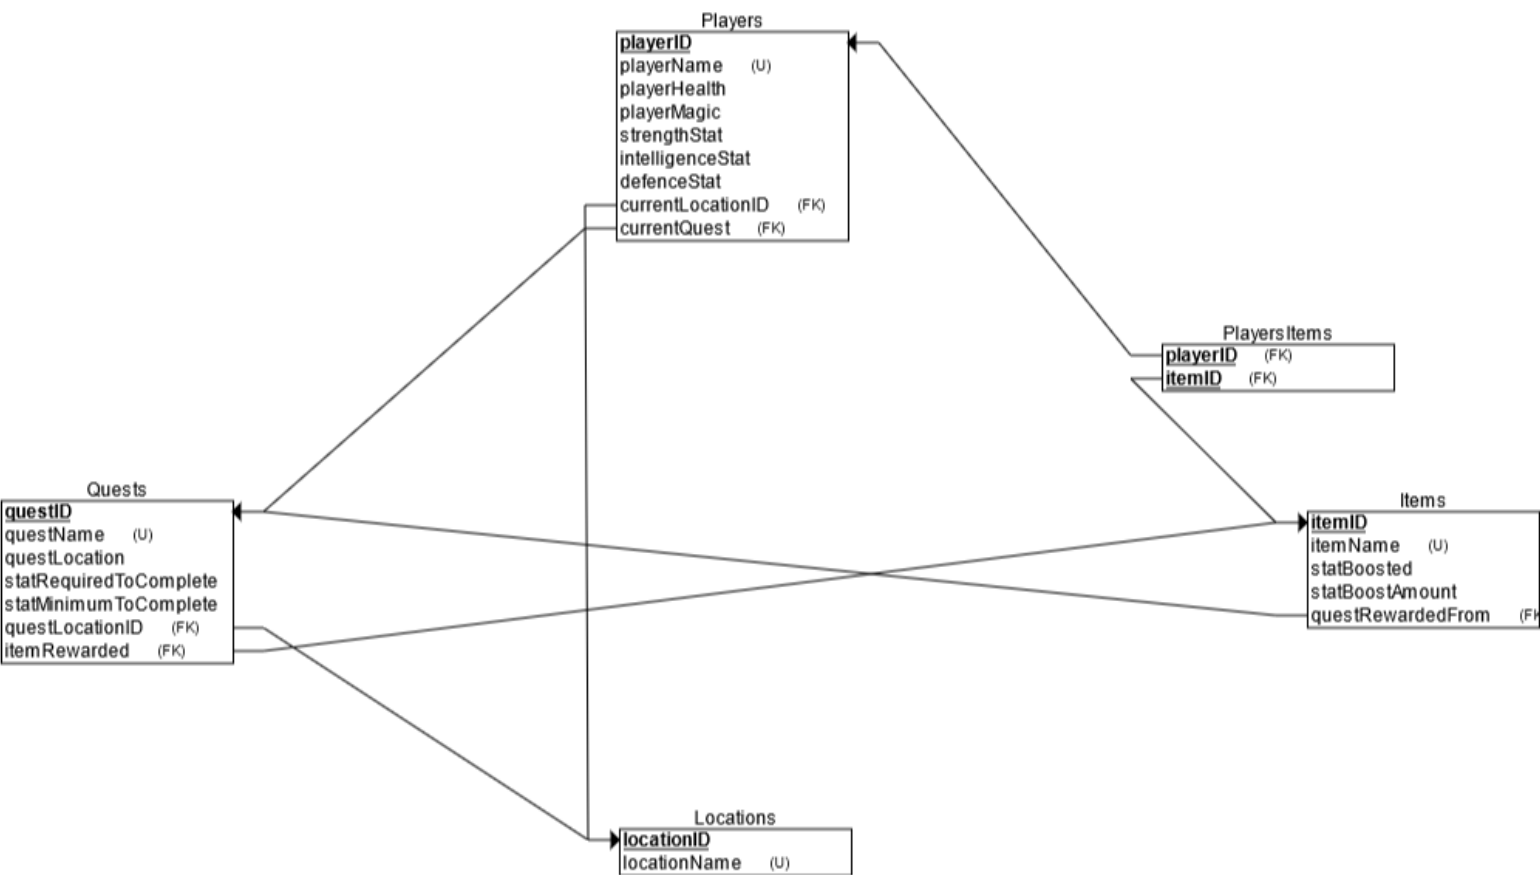 Players
playerID
playerName (U)
playerHealth
playerMagic
strengthStat
intelligenceStat
defenceStat
currentLocationID (FK)
currentQuest (FK)
PlayersItems
playerID (FK)
itemID (FK)
Quests
questID
questName (U)
questLocation
statRequiredToComplete
statMinimumToComplete
questLocationID (FK)
itemRewarded (FK)
Items
itemID
itemName (U)
statBoosted
statBoostAmount
questRewardedFrom (FK
Locations
locationID
locationName (U)